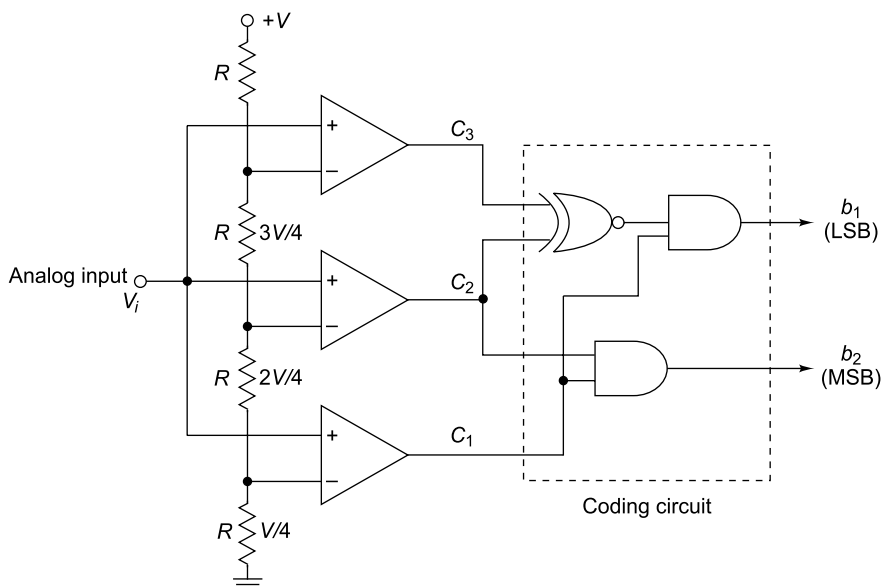 +V
R
+
C3
−
R 3V/4
b1
(LSB)
Analog input
Vi
+
C2
−
R 2V/4
b2
(MSB)
+
C1
−
R V/4
Coding circuit